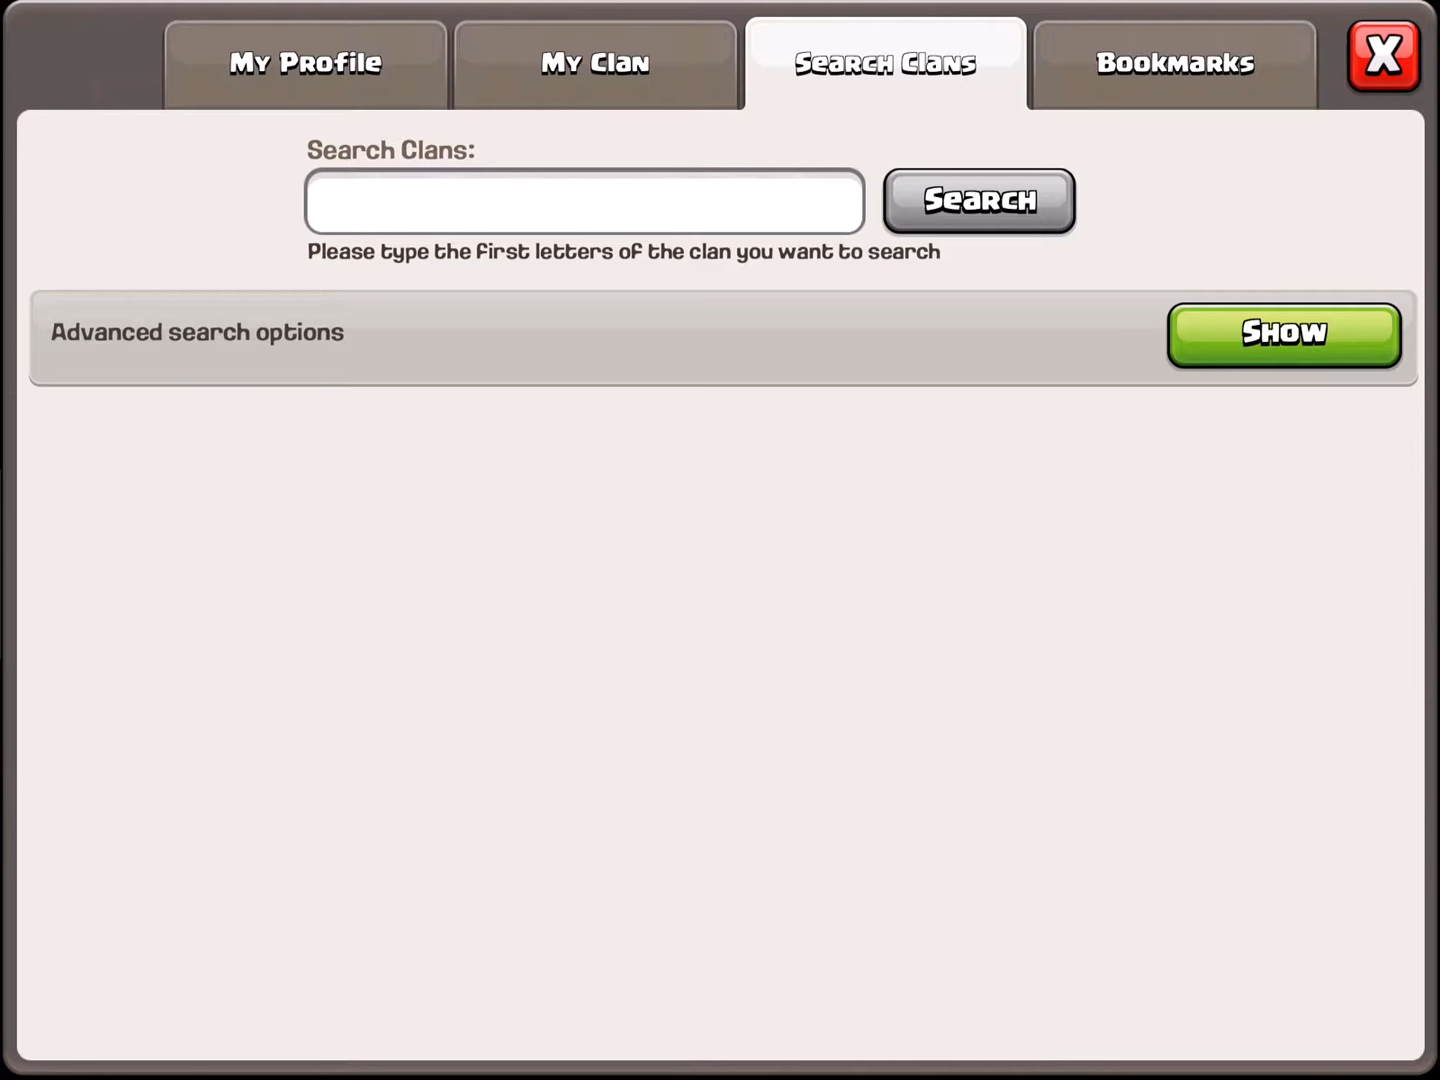 My Profile
My Clan
Search Clans
Bookmarks
X
Search Clans:
Search
Please type the first letters of the clan you want to search
Advanced search options
Show